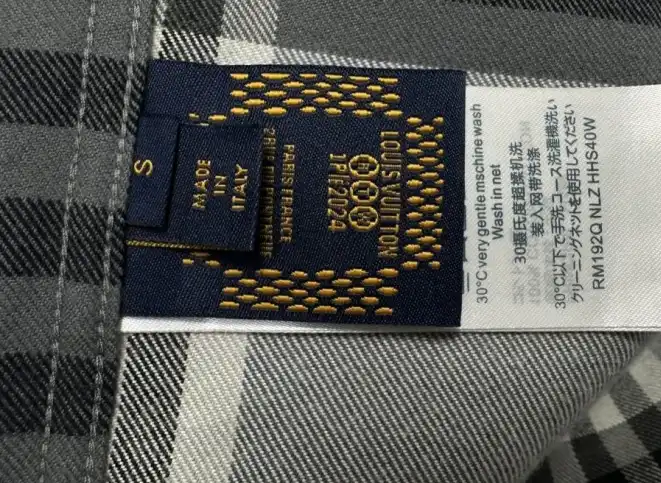 S
MADE
IN
ITALY
LOUIS VUITTON
1PL2024
PARIS FRANCE
30°C very gentle mschine wash
Wash in net
30摄氏度超揉机洗
装入网带洗涤
30°C以下で手洗コース洗濯機洗い
クリーニングネットを使用してください
RM192Q NLZ HHS40W